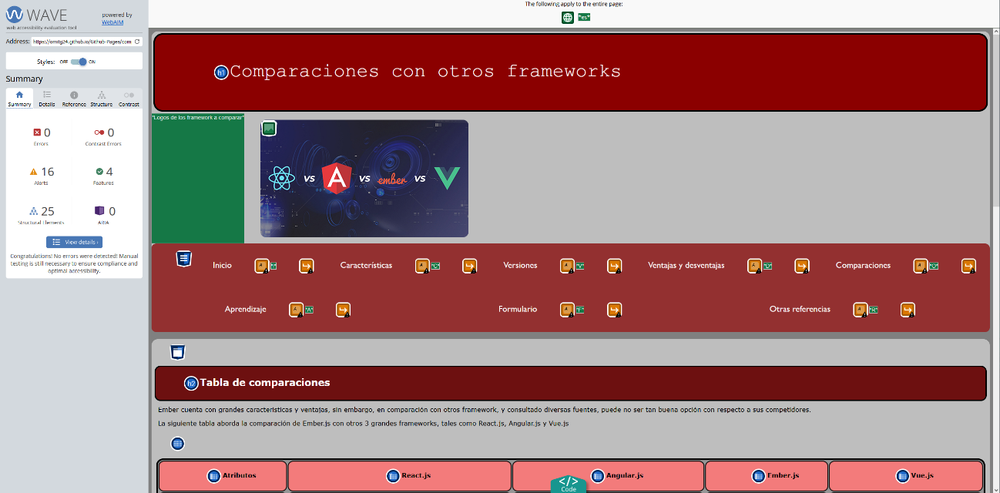 The following apply to the entire page:
*es*
WAVE
powered by
WebAIM
web accessibility evaluation tool
Address: https://ornitg24.github.io/Github-Pages/com
Styles: OFF ON
Summary
Summary Details Reference Structure Contrast
0 0
Errors Contrast Errors
16 4
Alerts Features
25 0
Structural Elements ARIA
View details ›
Congratulations! No errors were detected! Manual
testing is still necessary to ensure compliance and
optimal accessibility.
h1 Comparaciones con otros frameworks
*Logos de los framework a comparar*
VS A VS ember VS
Inicio Características *C* Versiones *V* Ventajas y desventajas *D* Comparaciones *O*
Aprendizaje *A* Formulario *F* Otras referencias *R*
h2 Tabla de comparaciones
Ember cuenta con grandes características y ventajas, sin embargo, en comparación con otros framework, y consultado diversas fuentes, puede no ser tan buena opción con respecto a sus competidores.
La siguiente tabla aborda la comparación de Ember.js con otros 3 grandes frameworks, tales como React.js, Angular.js y Vue.js
Atributos React.js Angular.js Ember.js Vue.js
</> Code